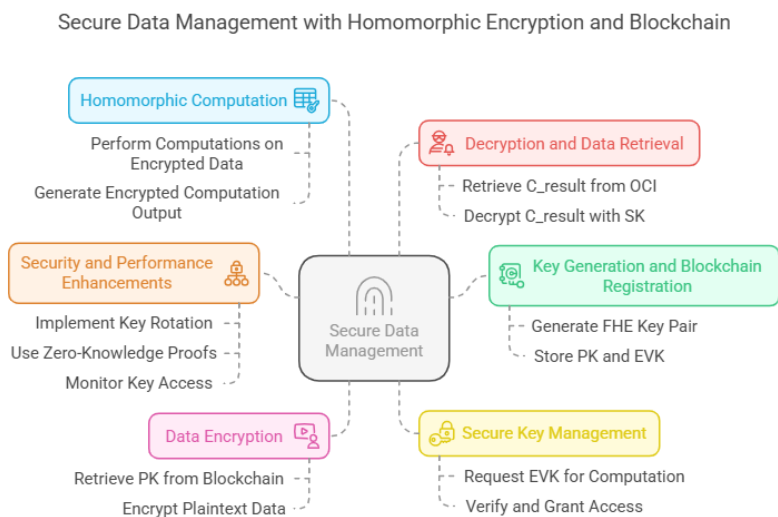 Secure Data Management with Homomorphic Encryption and Blockchain
Homomorphic Computation
Perform Computations on
Encrypted Data
Generate Encrypted Computation
Output
Decryption and Data Retrieval
Retrieve C_result from OCI
Decrypt C_result with SK
Security and Performance
Enhancements
Implement Key Rotation
Use Zero-Knowledge Proofs
Monitor Key Access
Secure Data
Management
Key Generation and Blockchain
Registration
Generate FHE Key Pair
Store PK and EVK
Data Encryption
Retrieve PK from Blockchain
Encrypt Plaintext Data
Secure Key Management
Request EVK for Computation
Verify and Grant Access